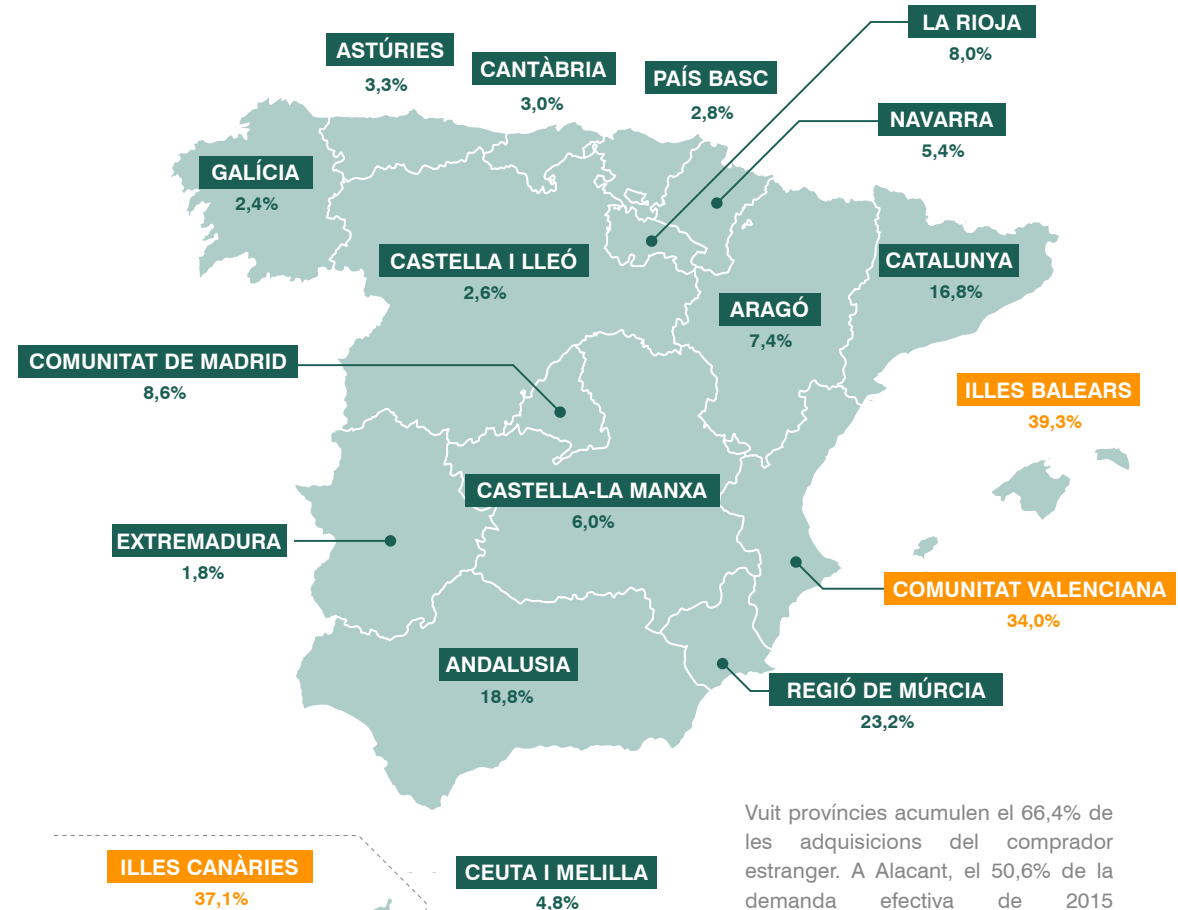 LA RIOJA
8,0%
ASTÚRIES
3,3%
CANTÀBRIA
3,0%
PAÍS BASC
2,8%
NAVARRA
5,4%
GALÍCIA
2,4%
CASTELLA I LLEÓ
2,6%
CATALUNYA
16,8%
ARAGÓ
7,4%
COMUNITAT DE MADRID
8,6%
ILLES BALEARS
39,3%
CASTELLA-LA MANXA
6,0%
EXTREMADURA
1,8%
COMUNITAT VALENCIANA
34,0%
ANDALUSIA
18,8%
REGIÓ DE MÚRCIA
23,2%
ILLES CANÀRIES
37,1%
CEUTA I MELILLA
4,8%
Vuit províncies acumulen el 66,4% de
les adquisicions del comprador
estranger. A Alacant, el 50,6% de la
demanda efectiva de 2015